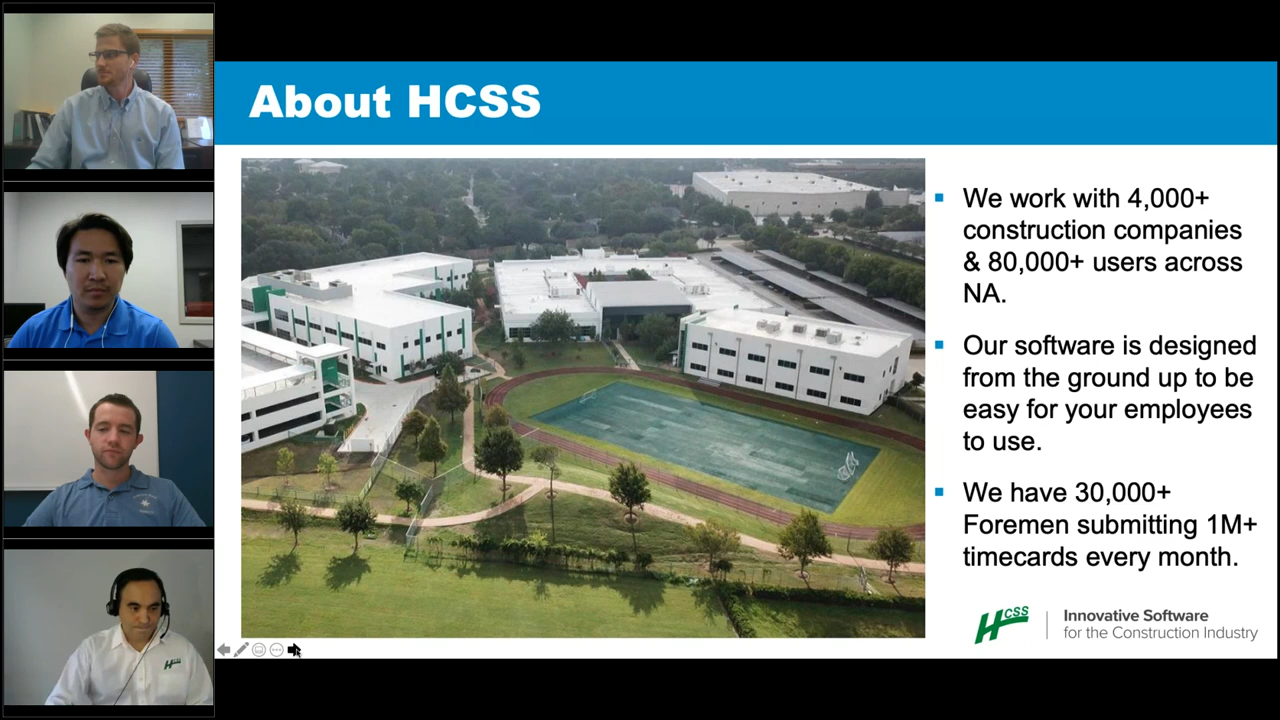 About HCSS
We work with 4,000+
construction companies
& 80,000+ users across
NA.
Our software is designed
from the ground up to be
easy for your employees
to use.
We have 30,000+
Foremen submitting 1M+
timecards every month.
HCSS
Innovative Software
for the Construction Industry
HCSS